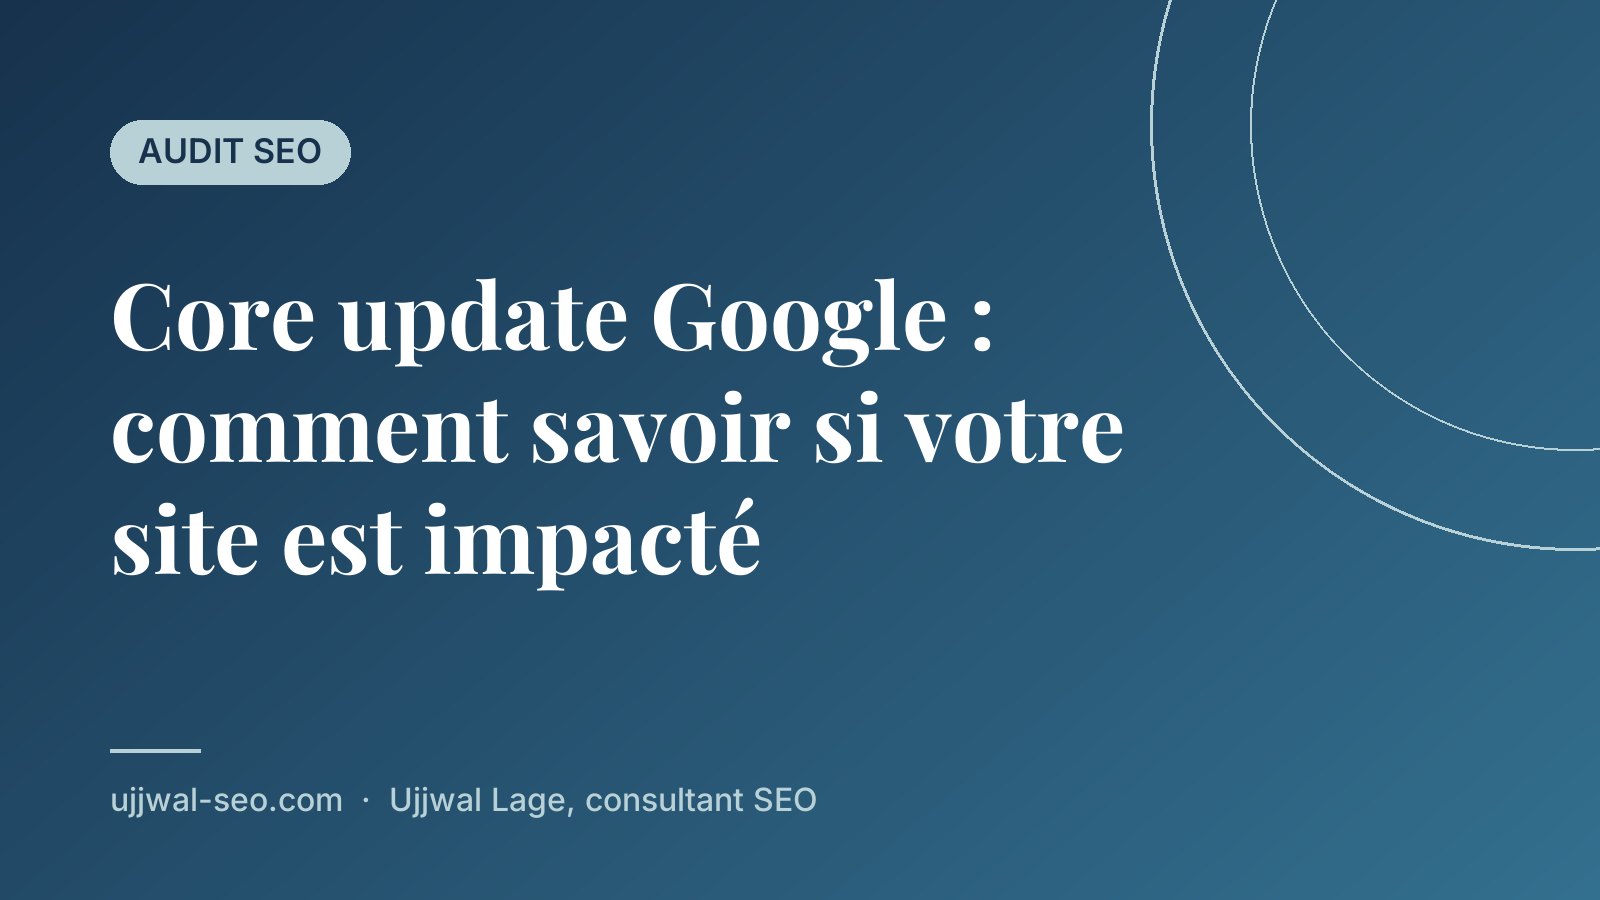 AUDIT SEO
Core update Google :
comment savoir si votre
site est impacté
ujjwal-seo.com · Ujjwal Lage, consultant SEO